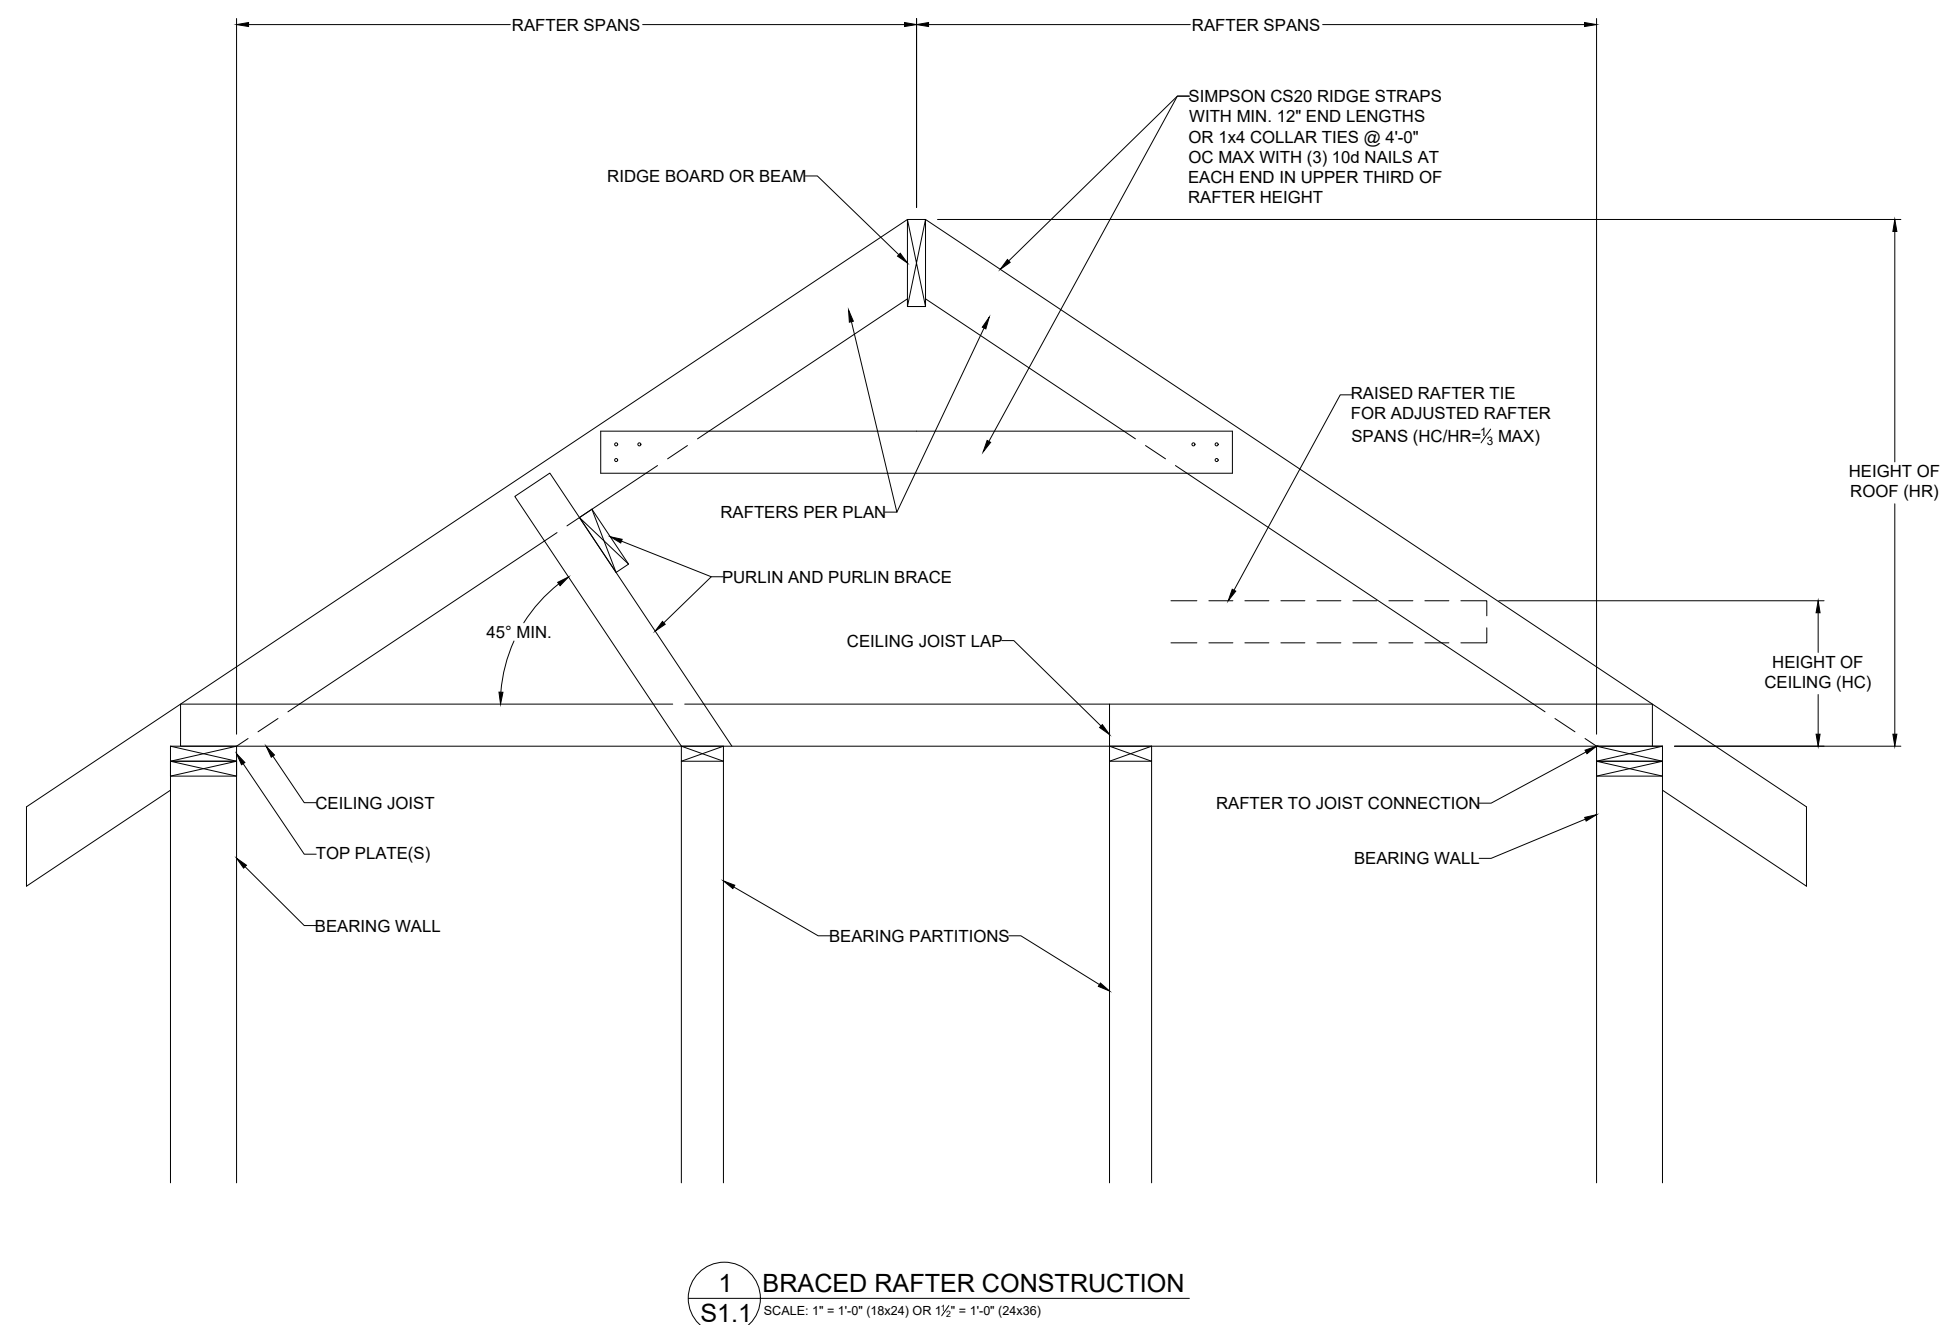 RAFTER SPANS
RAFTER SPANS
SIMPSON CS20 RIDGE STRAPS
WITH MIN. 12" END LENGTHS
OR 1x4 COLLAR TIES @ 4'-0"
OC MAX WITH (3) 10d NAILS AT
EACH END IN UPPER THIRD OF
RAFTER HEIGHT
RIDGE BOARD OR BEAM
RAISED RAFTER TIE
FOR ADJUSTED RAFTER
SPANS (HC/HR=⅓ MAX)
HEIGHT OF
ROOF (HR)
RAFTERS PER PLAN
PURLIN AND PURLIN BRACE
45° MIN.
CEILING JOIST LAP
HEIGHT OF
CEILING (HC)
CEILING JOIST
RAFTER TO JOIST CONNECTION
TOP PLATE(S)
BEARING WALL
BEARING WALL
BEARING PARTITIONS
1
BRACED RAFTER CONSTRUCTION
S1.1
SCALE: 1" = 1'-0" (18x24) OR 1½" = 1'-0" (24x36)